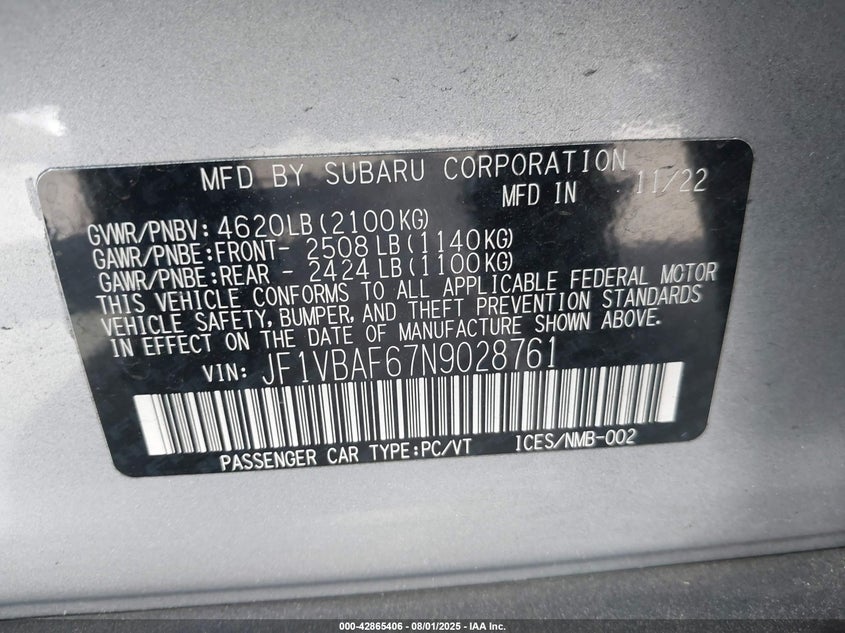 MFD BY SUBARU CORPORATION
MFD IN 11/22
GVWR/PNBV: 4620LB(2100KG)
GAWR/PNBE:FRONT- 2508LB(1140KG)
GAWR/PNBE:REAR - 2424LB(1100KG)
THIS VEHICLE CONFORMS TO ALL APPLICABLE FEDERAL MOTOR
VEHICLE SAFETY, BUMPER, AND THEFT PREVENTION STANDARDS
IN EFFECT ON THE DATE OF MANUFACTURE SHOWN ABOVE.
VIN: JF1VBAF67N9028761
PASSENGER CAR TYPE:PC/VT ICES/NMB-002
000-42865406 - 08/01/2025 - IAA Inc.